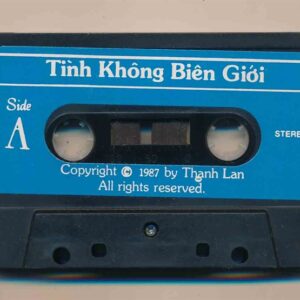 Tình Không Biên Giới
Side
A
STEREO
Copyright © 1987 by Thanh Lan
All rights reserved.